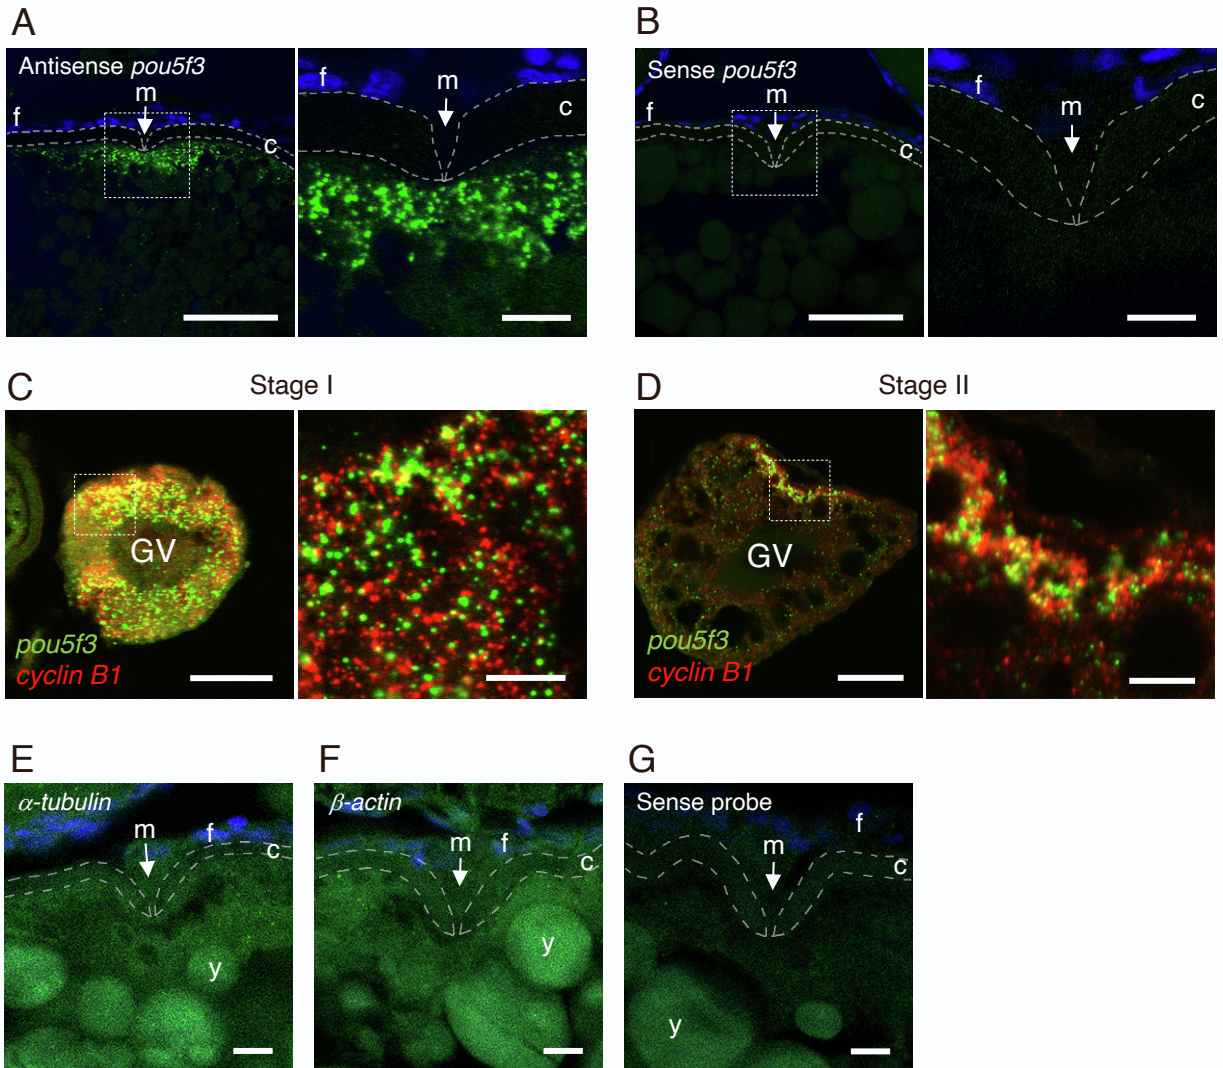 A
Antisense pou5f3
m
f
c
f
m
c
B
Sense pou5f3
m
f
c
f
m
c
C
Stage I
GV
pou5f3
cyclin B1
D
Stage II
GV
pou5f3
cyclin B1
E
α-tubulin
m
f
c
y
F
β-actin
m
f
c
y
G
Sense probe
m
f
c
y